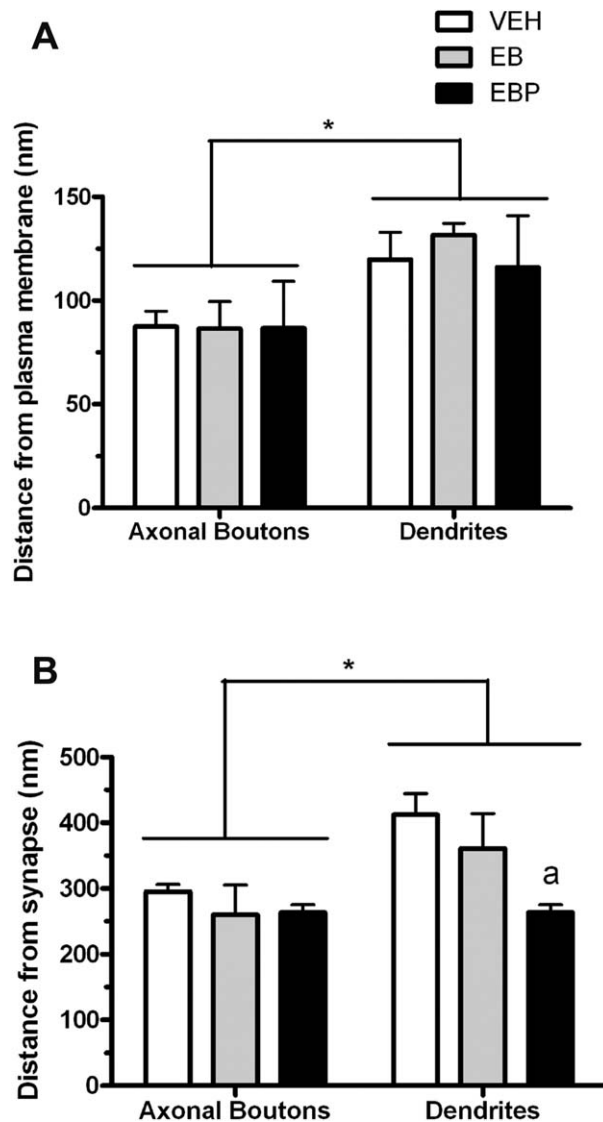 A
VEH
EB
EBP
*
Distance from plasma membrane (nm)
150
100
50
0
Axonal Boutons Dendrites
B
*
Distance from synapse (nm)
500
400
300
200
100
0
a
Axonal Boutons Dendrites